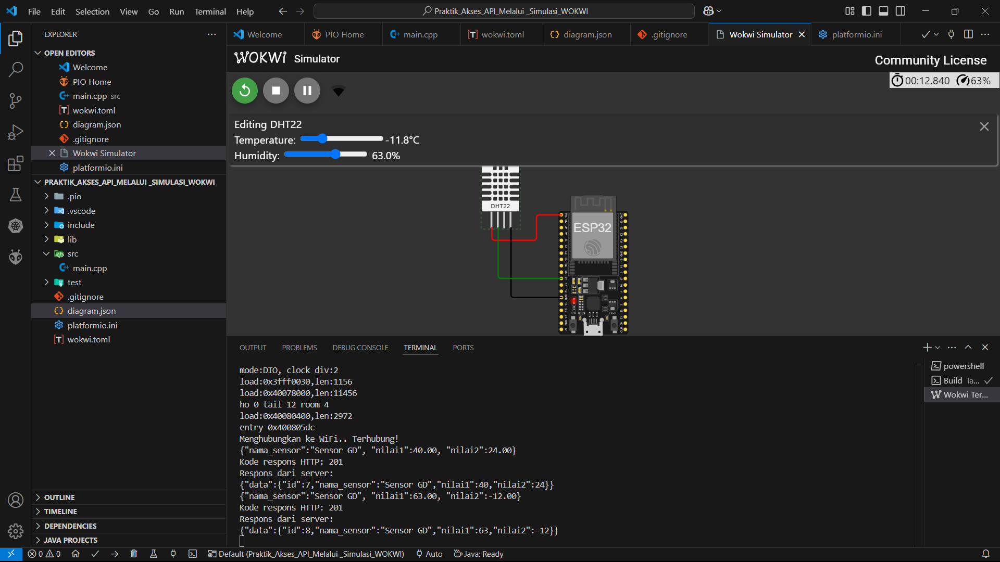 File Edit Selection View Go Run Terminal Help
Praktik_Akses_API_Melalui _Simulasi_WOKWI
EXPLORER
Welcome
PIO Home
main.cpp
wokwi.toml
diagram.json
.gitignore
Wokwi Simulator
platformio.ini
OPEN EDITORS
Welcome
PIO Home
main.cpp src
wokwi.toml
diagram.json
.gitignore
Wokwi Simulator
platformio.ini
PRAKTIK_AKSES_API_MELALUI _SIMULASI_WOKWI
.pio
.vscode
include
lib
src
main.cpp
test
.gitignore
diagram.json
platformio.ini
wokwi.toml
OUTLINE
TIMELINE
DEPENDENCIES
JAVA PROJECTS
WOKWi Simulator
Community License
00:12.840 63%
Editing DHT22
Temperature: -11.8°C
Humidity: 63.0%
DHT22
ESP32
EN Boot
OUTPUT PROBLEMS DEBUG CONSOLE TERMINAL PORTS
mode:DIO, clock div:2
load:0x3fff0030,len:1156
load:0x40078000,len:11456
ho 0 tail 12 room 4
load:0x40080400,len:2972
entry 0x400805dc
Menghubungkan ke WiFi.. Terhubung!
{"nama_sensor":"Sensor GD", "nilai1":40.00, "nilai2":24.00}
Kode respons HTTP: 201
Respons dari server:
{"data":{"id":7,"nama_sensor":"Sensor GD","nilai1":40,"nilai2":24}}
{"nama_sensor":"Sensor GD", "nilai1":63.00, "nilai2":-12.00}
Kode respons HTTP: 201
Respons dari server:
{"data":{"id":8,"nama_sensor":"Sensor GD","nilai1":63,"nilai2":-12}}
powershell
Build Ta...
Wokwi Ter...
0 0 Default (Praktik_Akses_API_Melalui _Simulasi_WOKWI) Auto Java: Ready